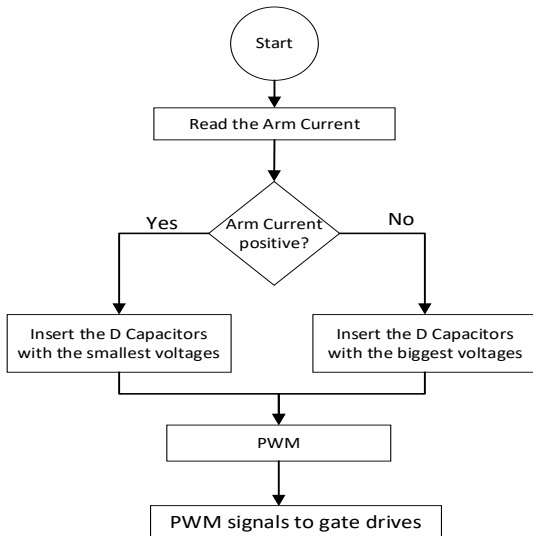 Start
Read the Arm Current
Arm Current
positive?
Yes
No
Insert the D Capacitors
with the smallest voltages
Insert the D Capacitors
with the biggest voltages
PWM
PWM signals to gate drives